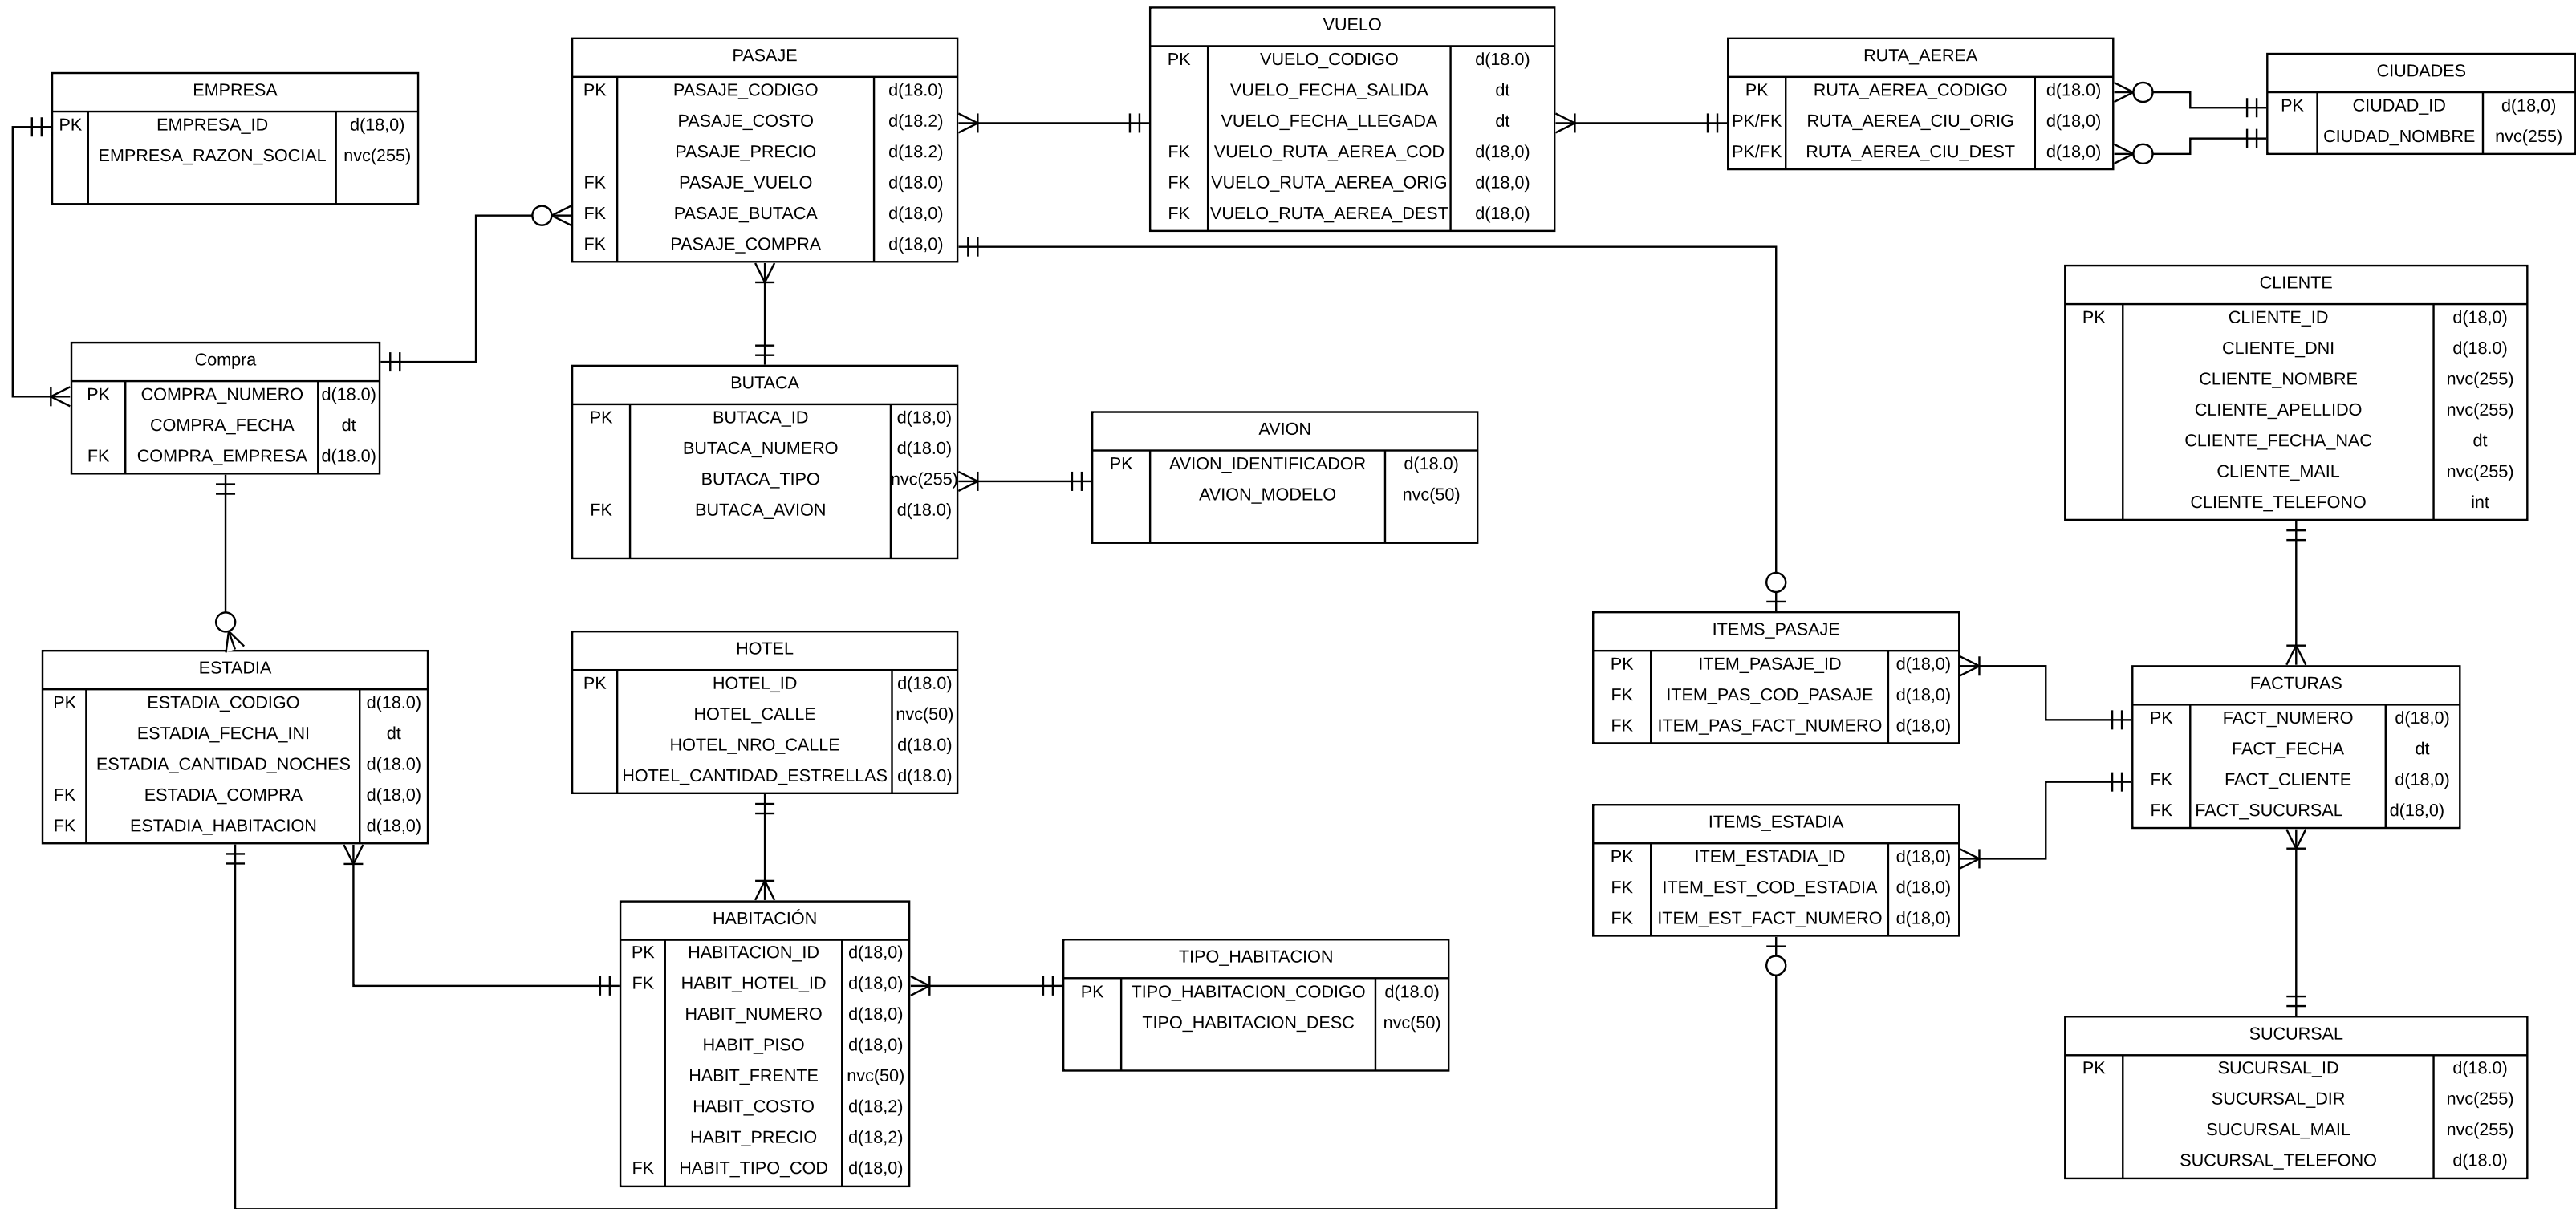 EMPRESA
PK EMPRESA_ID d(18,0)
EMPRESA_RAZON_SOCIAL nvc(255)
PASAJE
PK PASAJE_CODIGO d(18.0)
PASAJE_COSTO d(18.2)
PASAJE_PRECIO d(18.2)
FK PASAJE_VUELO d(18.0)
FK PASAJE_BUTACA d(18,0)
FK PASAJE_COMPRA d(18,0)
VUELO
PK VUELO_CODIGO d(18.0)
VUELO_FECHA_SALIDA dt
VUELO_FECHA_LLEGADA dt
FK VUELO_RUTA_AEREA_COD d(18,0)
FK VUELO_RUTA_AEREA_ORIG d(18,0)
FK VUELO_RUTA_AEREA_DEST d(18,0)
RUTA_AEREA
PK RUTA_AEREA_CODIGO d(18.0)
PK/FK RUTA_AEREA_CIU_ORIG d(18,0)
PK/FK RUTA_AEREA_CIU_DEST d(18,0)
CIUDADES
PK CIUDAD_ID d(18,0)
CIUDAD_NOMBRE nvc(255)
Compra
PK COMPRA_NUMERO d(18.0)
COMPRA_FECHA dt
FK COMPRA_EMPRESA d(18.0)
BUTACA
PK BUTACA_ID d(18,0)
BUTACA_NUMERO d(18.0)
BUTACA_TIPO nvc(255)
FK BUTACA_AVION d(18.0)
AVION
PK AVION_IDENTIFICADOR d(18.0)
AVION_MODELO nvc(50)
CLIENTE
PK CLIENTE_ID d(18,0)
CLIENTE_DNI d(18.0)
CLIENTE_NOMBRE nvc(255)
CLIENTE_APELLIDO nvc(255)
CLIENTE_FECHA_NAC dt
CLIENTE_MAIL nvc(255)
CLIENTE_TELEFONO int
ESTADIA
PK ESTADIA_CODIGO d(18.0)
ESTADIA_FECHA_INI dt
ESTADIA_CANTIDAD_NOCHES d(18.0)
FK ESTADIA_COMPRA d(18,0)
FK ESTADIA_HABITACION d(18,0)
HOTEL
PK HOTEL_ID d(18.0)
HOTEL_CALLE nvc(50)
HOTEL_NRO_CALLE d(18.0)
HOTEL_CANTIDAD_ESTRELLAS d(18.0)
ITEMS_PASAJE
PK ITEM_PASAJE_ID d(18,0)
FK ITEM_PAS_COD_PASAJE d(18,0)
FK ITEM_PAS_FACT_NUMERO d(18,0)
FACTURAS
PK FACT_NUMERO d(18,0)
FACT_FECHA dt
FK FACT_CLIENTE d(18,0)
FK FACT_SUCURSAL d(18,0)
ITEMS_ESTADIA
PK ITEM_ESTADIA_ID d(18,0)
FK ITEM_EST_COD_ESTADIA d(18,0)
FK ITEM_EST_FACT_NUMERO d(18,0)
HABITACIÓN
PK HABITACION_ID d(18,0)
FK HABIT_HOTEL_ID d(18,0)
HABIT_NUMERO d(18,0)
HABIT_PISO d(18,0)
HABIT_FRENTE nvc(50)
HABIT_COSTO d(18,2)
HABIT_PRECIO d(18,2)
FK HABIT_TIPO_COD d(18,0)
TIPO_HABITACION
PK TIPO_HABITACION_CODIGO d(18.0)
TIPO_HABITACION_DESC nvc(50)
SUCURSAL
PK SUCURSAL_ID d(18.0)
SUCURSAL_DIR nvc(255)
SUCURSAL_MAIL nvc(255)
SUCURSAL_TELEFONO d(18.0)